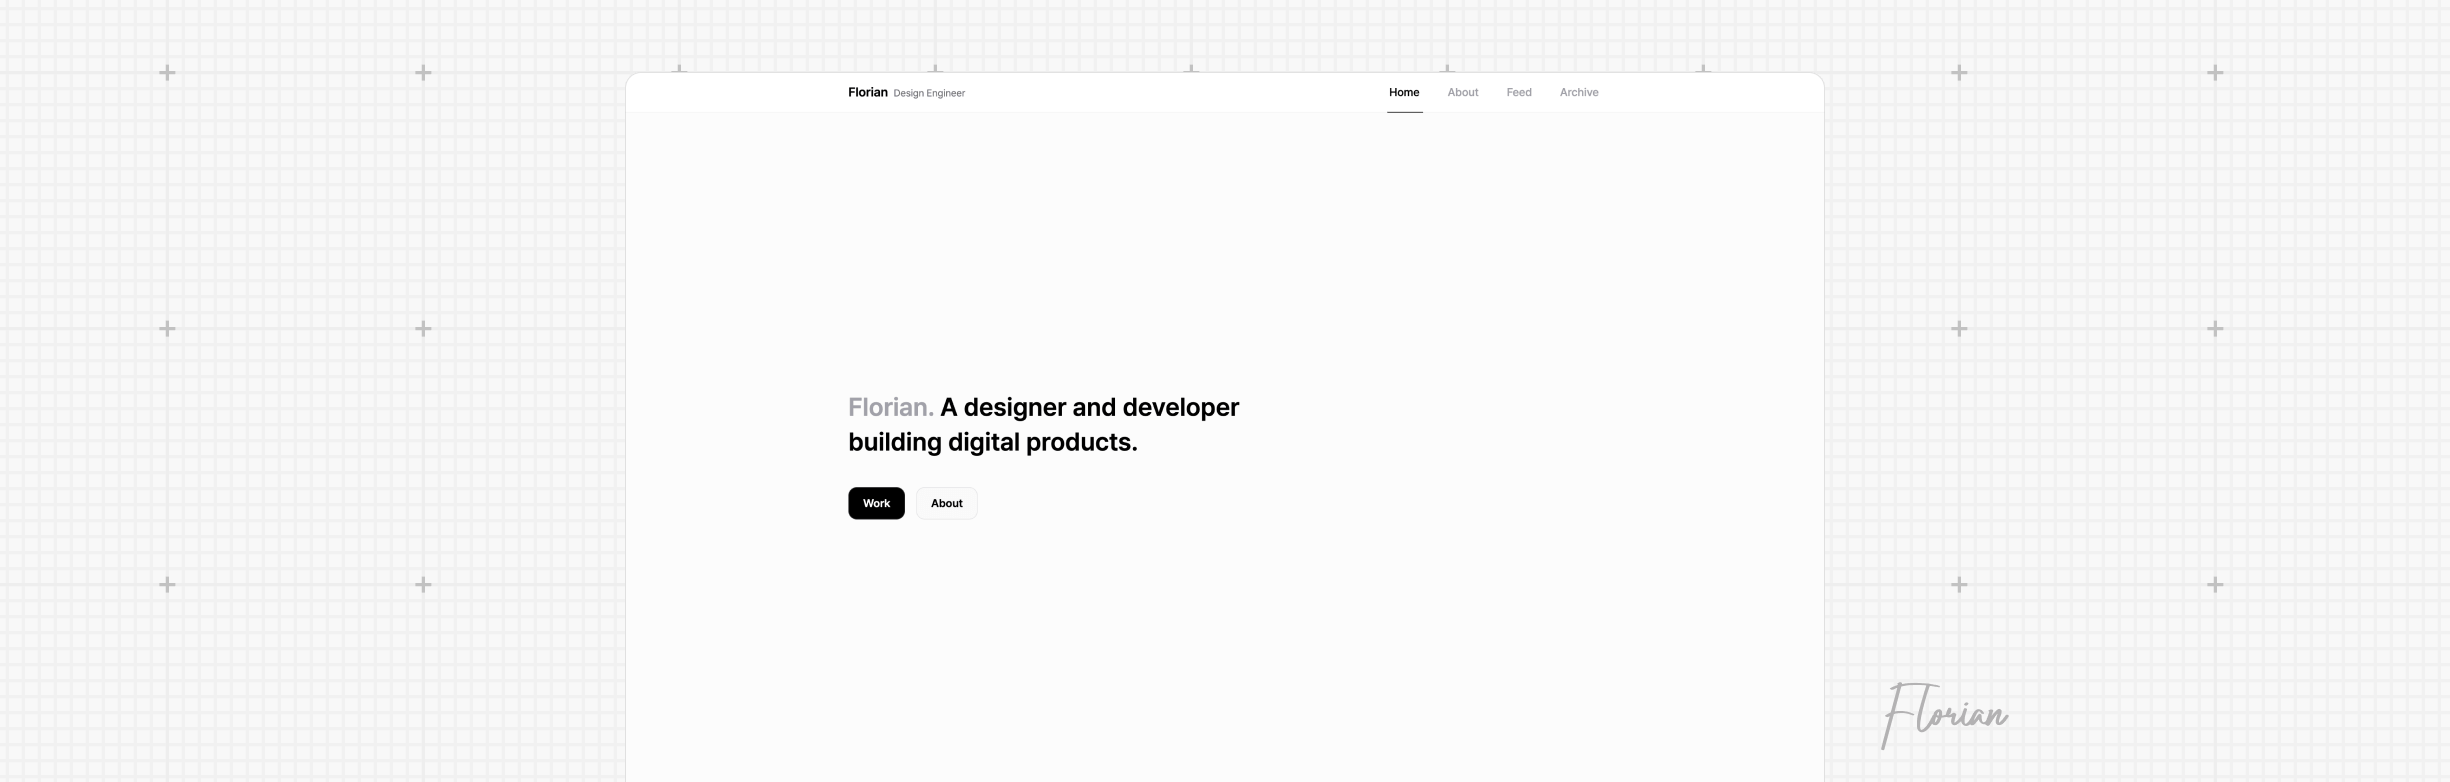 Florian Design Engineer
Home About Feed Archive
Florian. A designer and developer
building digital products.
Work About
Florian